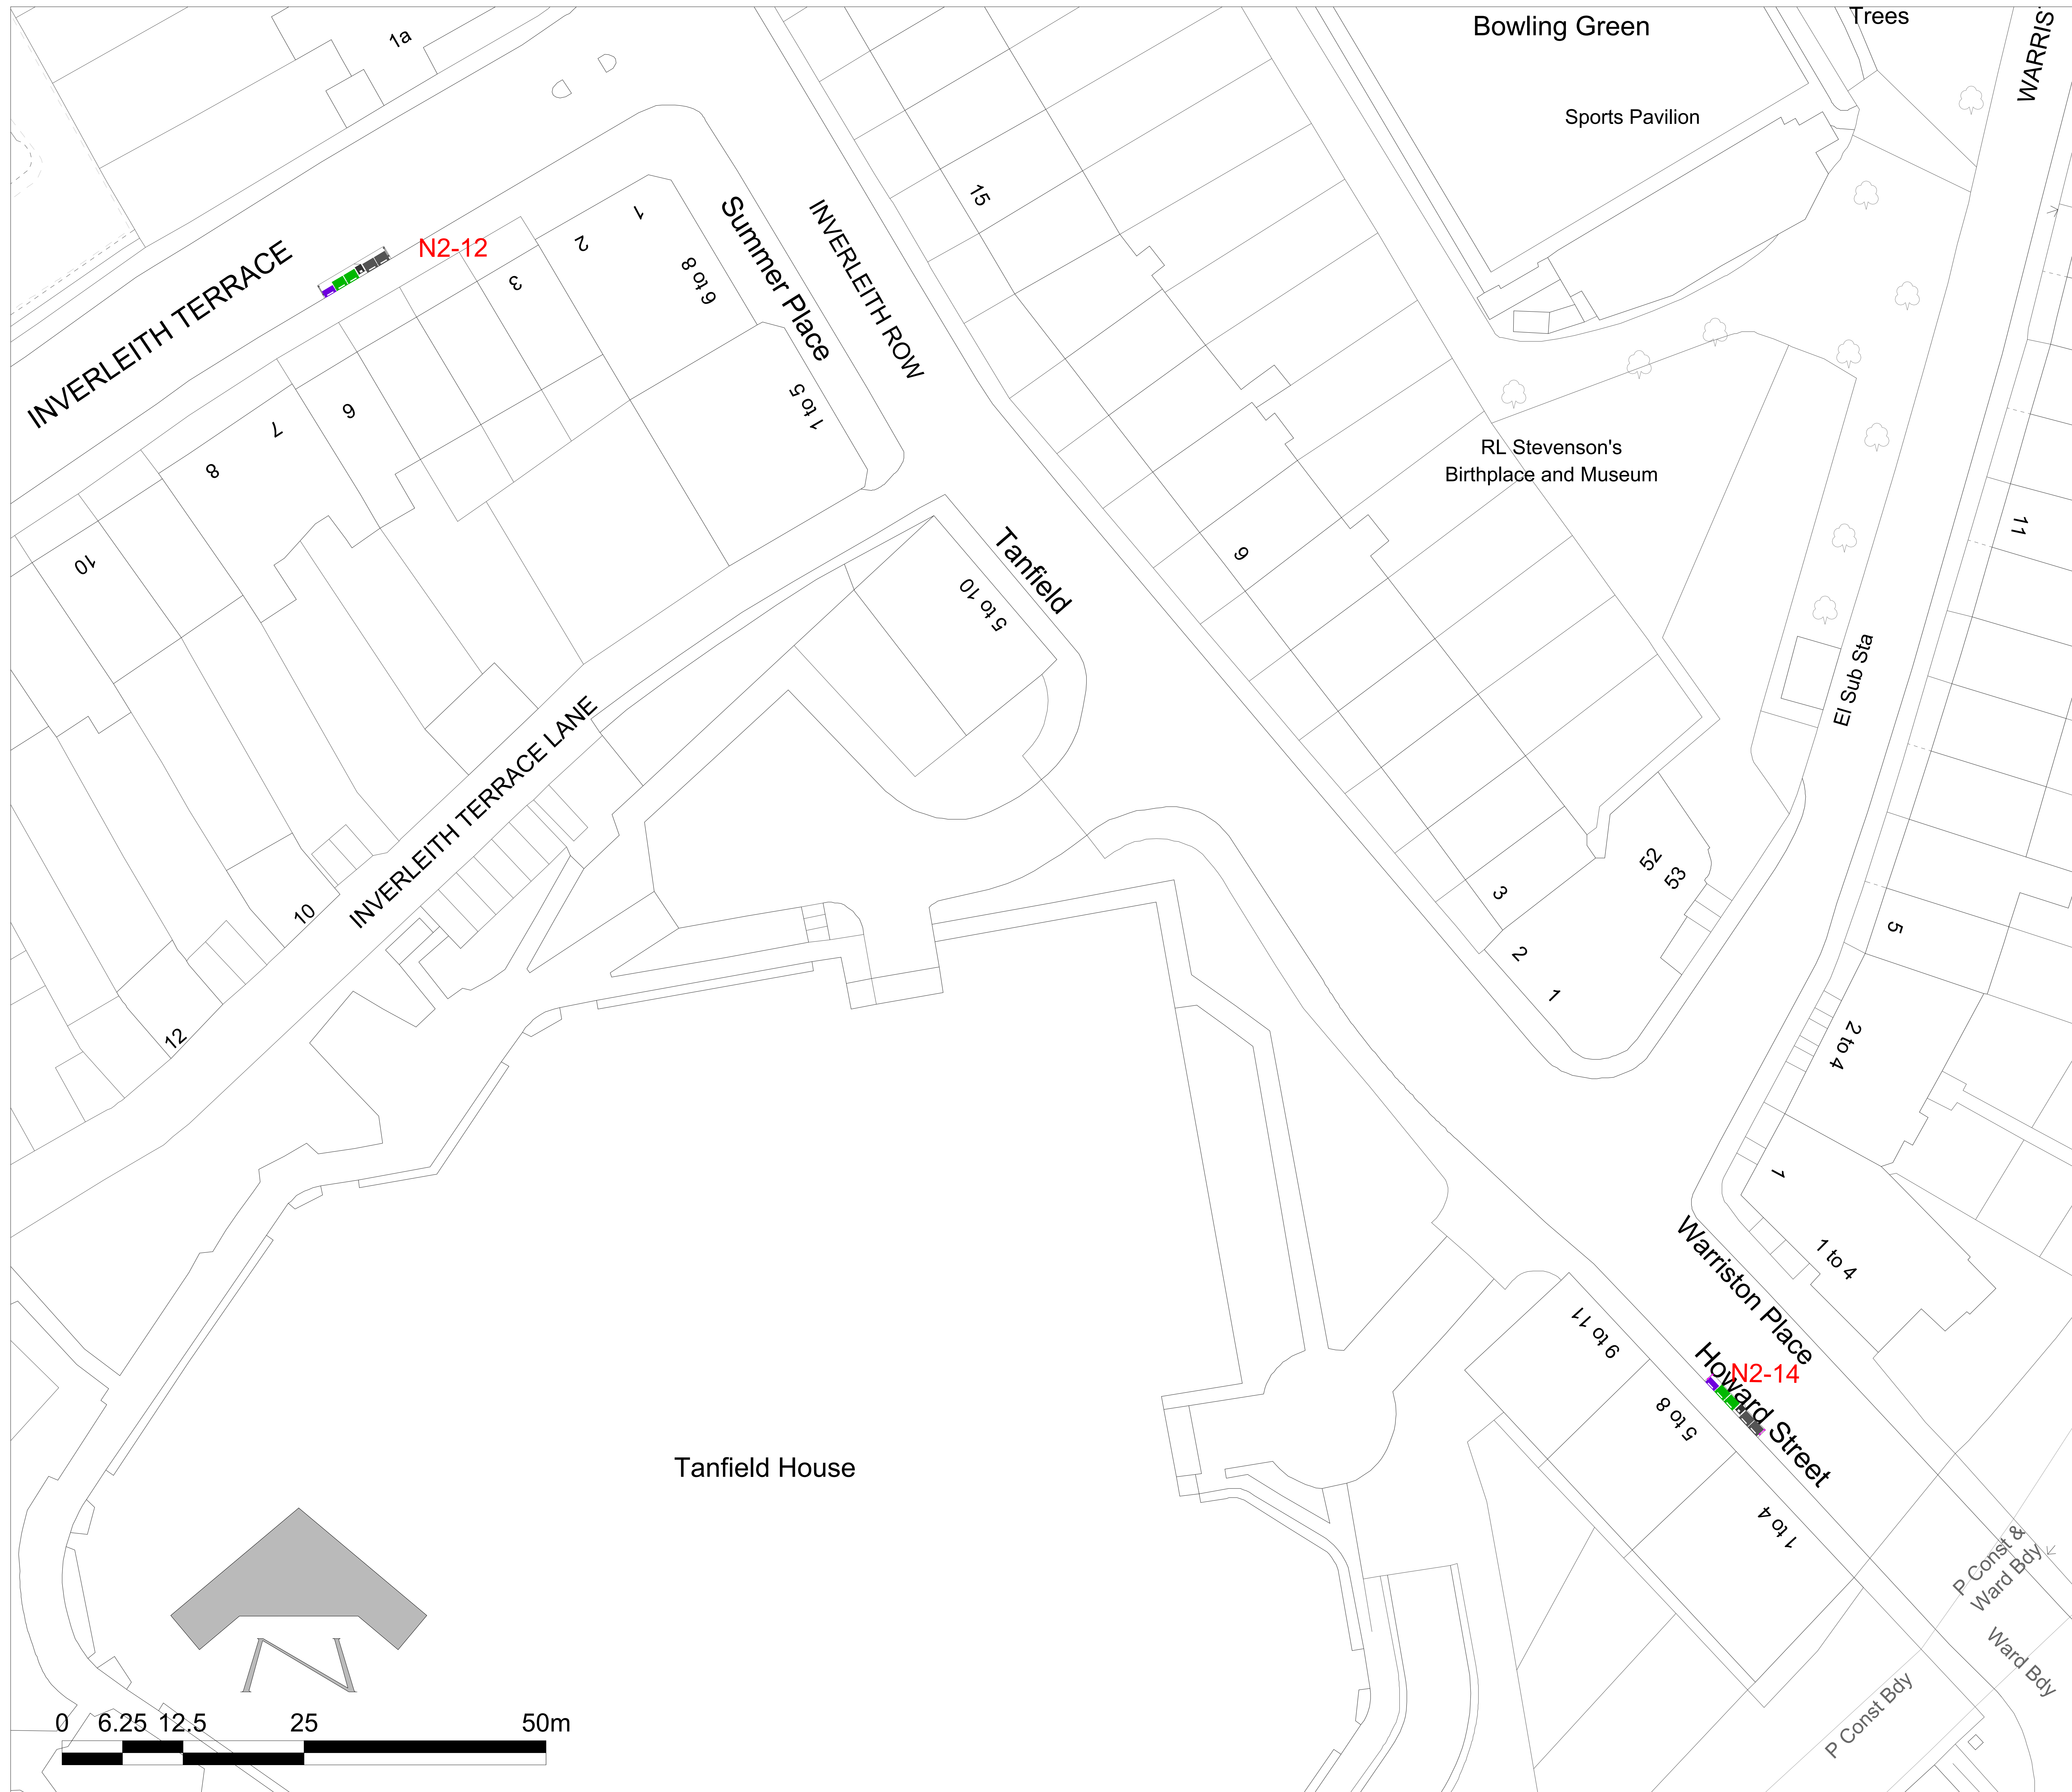 Bowling Green
Trees
WARRIS
1a
Sports Pavilion
15
1
2
3
N2-12
INVERLEITH TERRACE
Summer Place
INVERLEITH ROW
6 to 8
1 to 5
6
7
8
10
RL Stevenson's
Birthplace and Museum
11
9
Tanfield
5 to 10
El Sub Sta
INVERLEITH TERRACE LANE
10
12
52
53
3
2
1
5
2 to 4
1
1 to 4
Warriston Place
9 to 11
Howard Street
N2-14
5 to 8
1 to 4
Tanfield House
P Const &
Ward Bdy
Ward Bdy
P Const Bdy
N
0 6.25 12.5 25 50m